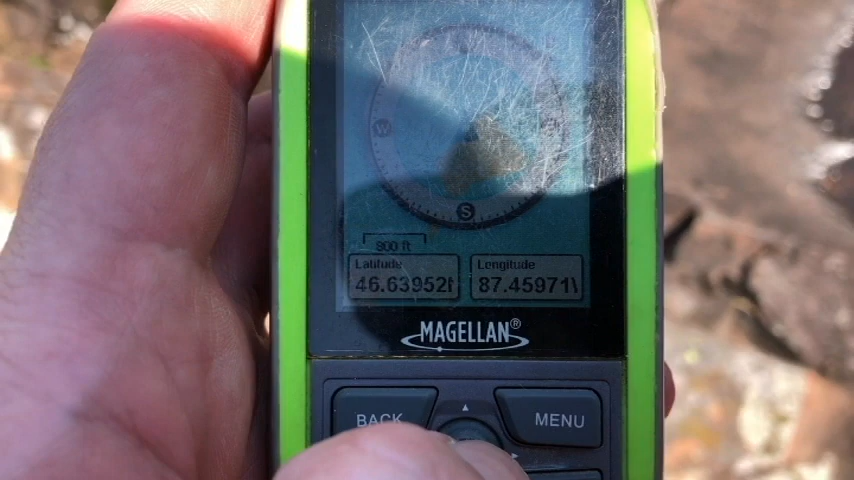 W
S
800 ft
Latitude Longitude
46.63952 87.45971
MAGELLAN®
BACK MENU